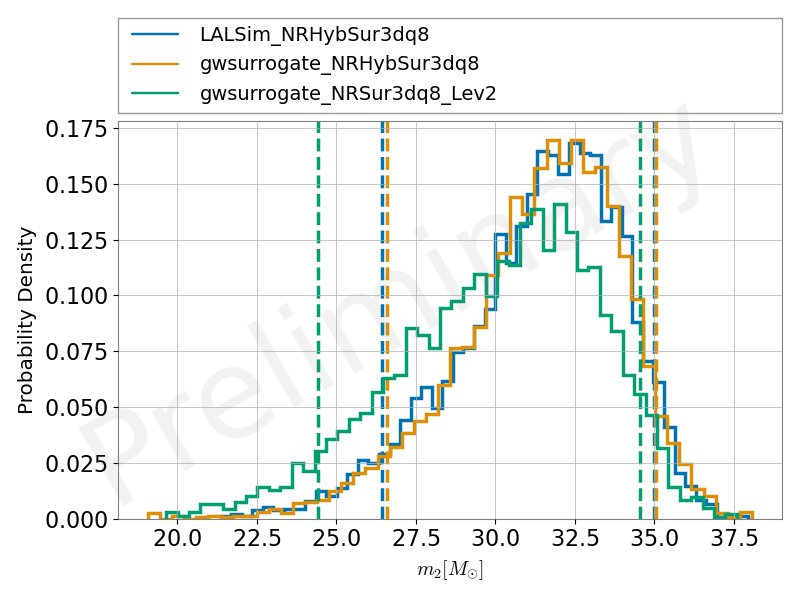 LALSim_NRHybSur3dq8
gwsurrogate_NRHybSur3dq8
gwsurrogate_NRSur3dq8_Lev2
0.175
0.150
0.125
0.100
0.075
0.050
0.025
0.000
Probability Density
Preliminary
20.0 22.5 25.0 27.5 30.0 32.5 35.0 37.5
m₂[M☉]